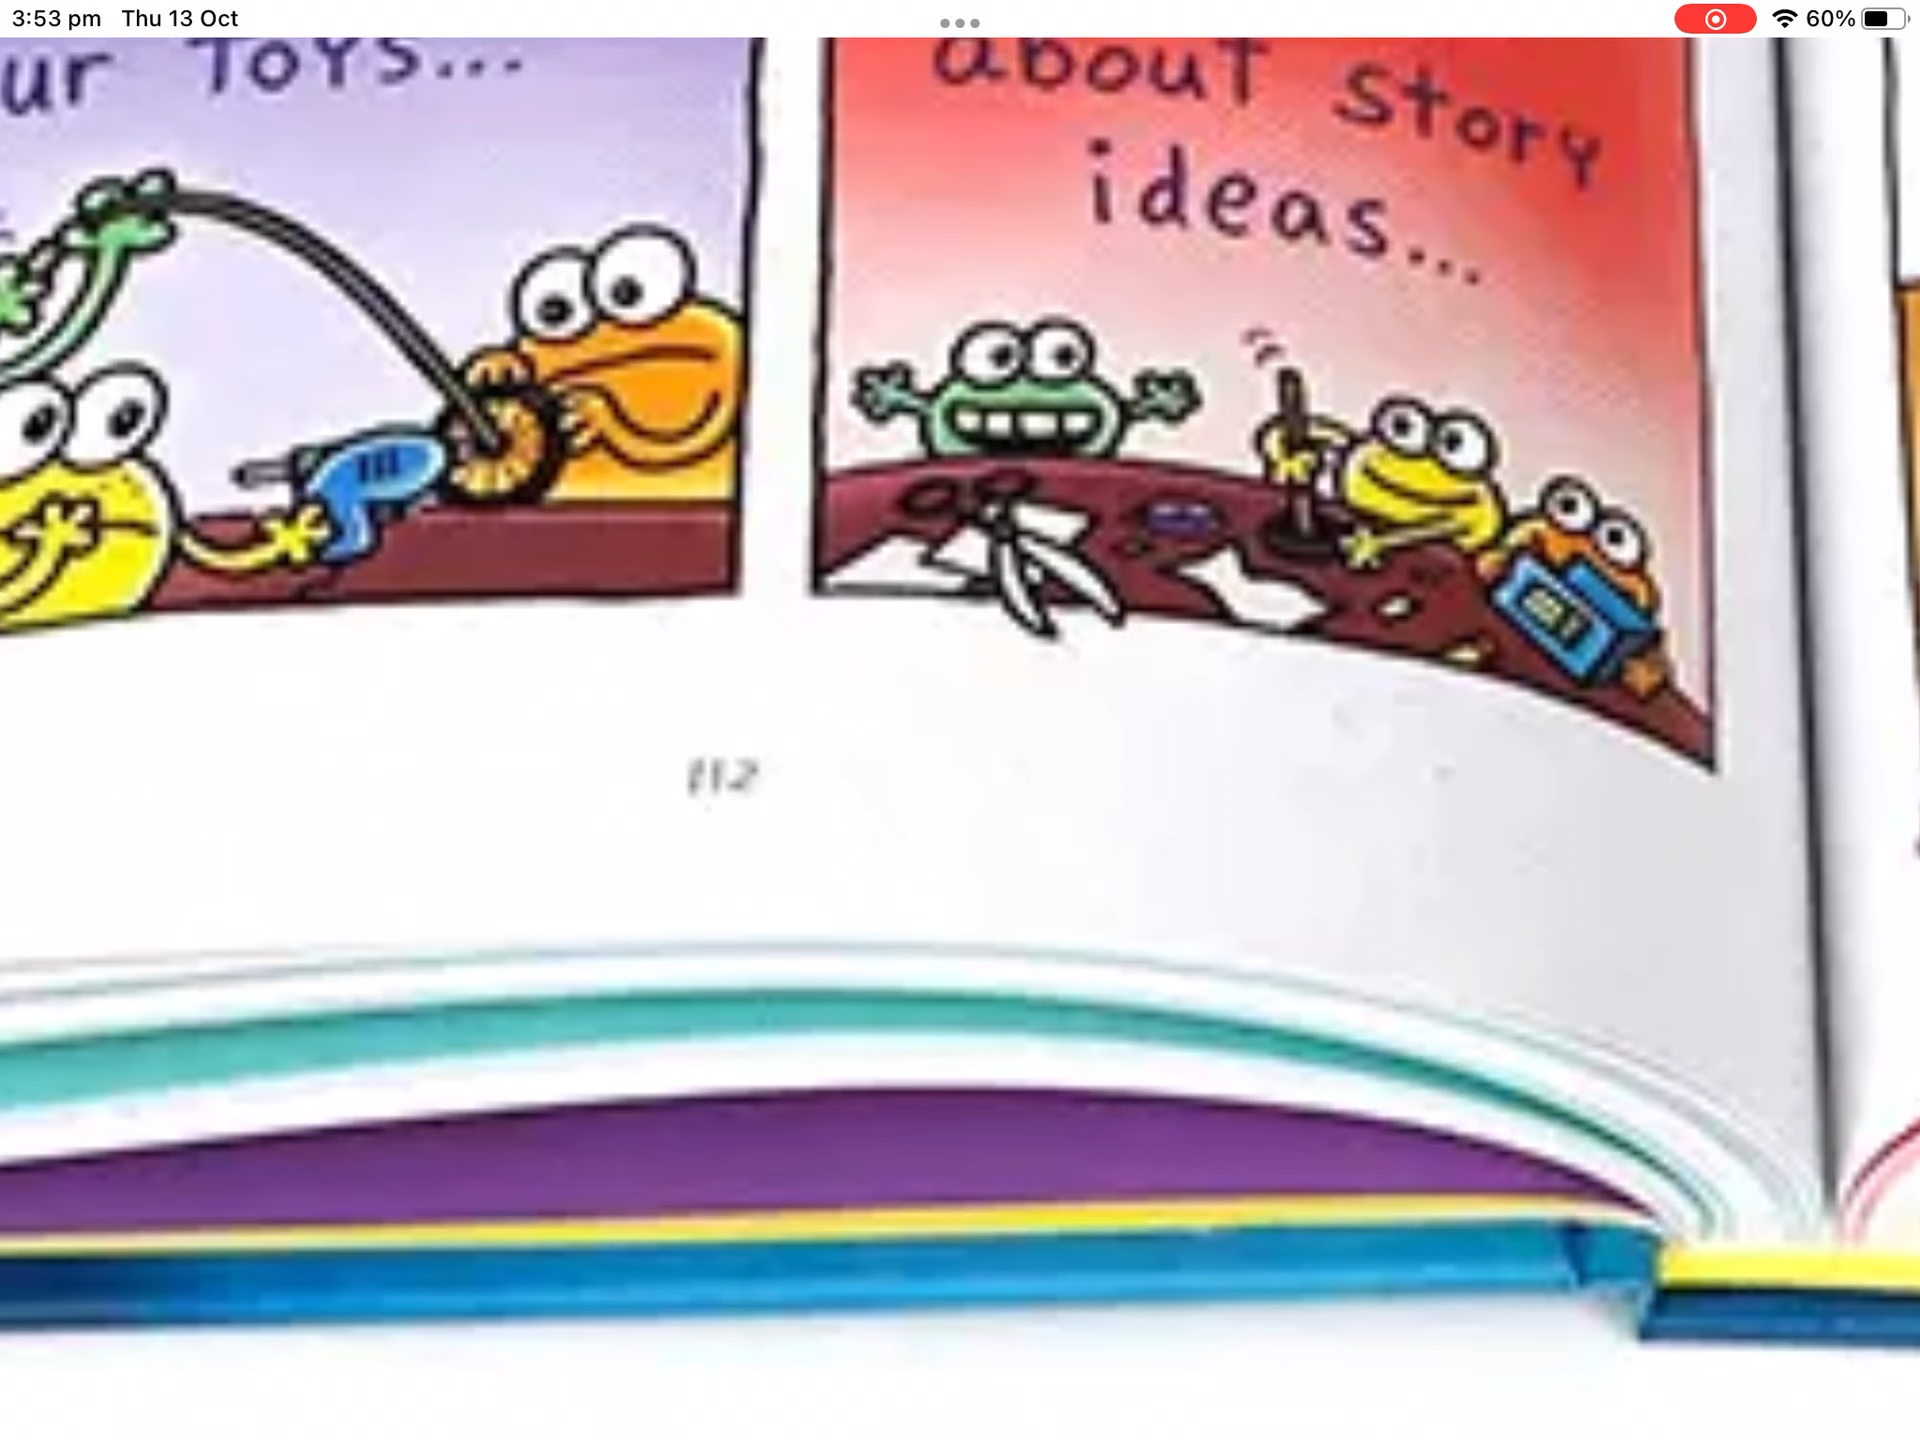 3:53 pm Thu 13 Oct
60%
ur Toys...
about story
ideas...
112